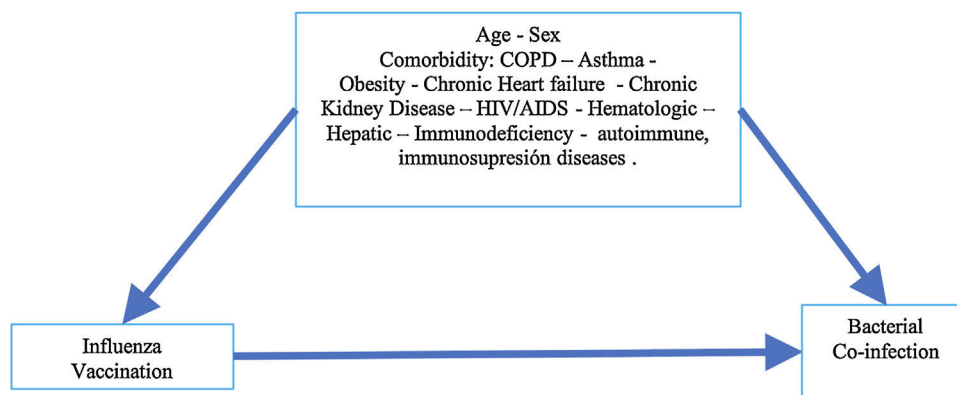 Age - Sex
Comorbidity: COPD – Asthma -
Obesity - Chronic Heart failure - Chronic
Kidney Disease – HIV/AIDS - Hematologic –
Hepatic – Immunodeficiency - autoimmune,
immunosupresión diseases .
Influenza
Vaccination
Bacterial
Co-infection